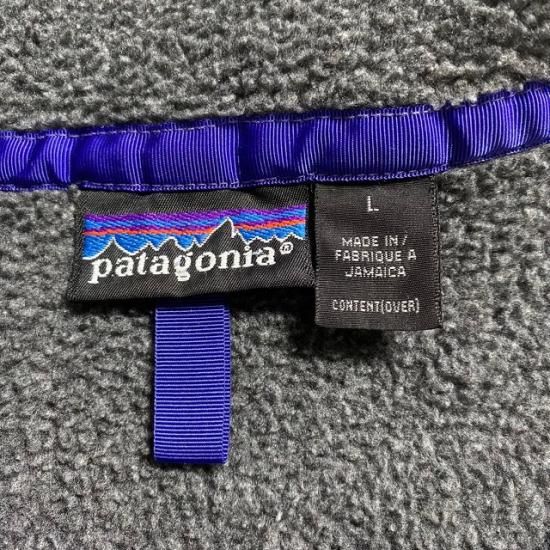 patagonia®
L
MADE IN/
FABRIQUE A
JAMAICA
CONTENT(OVER)